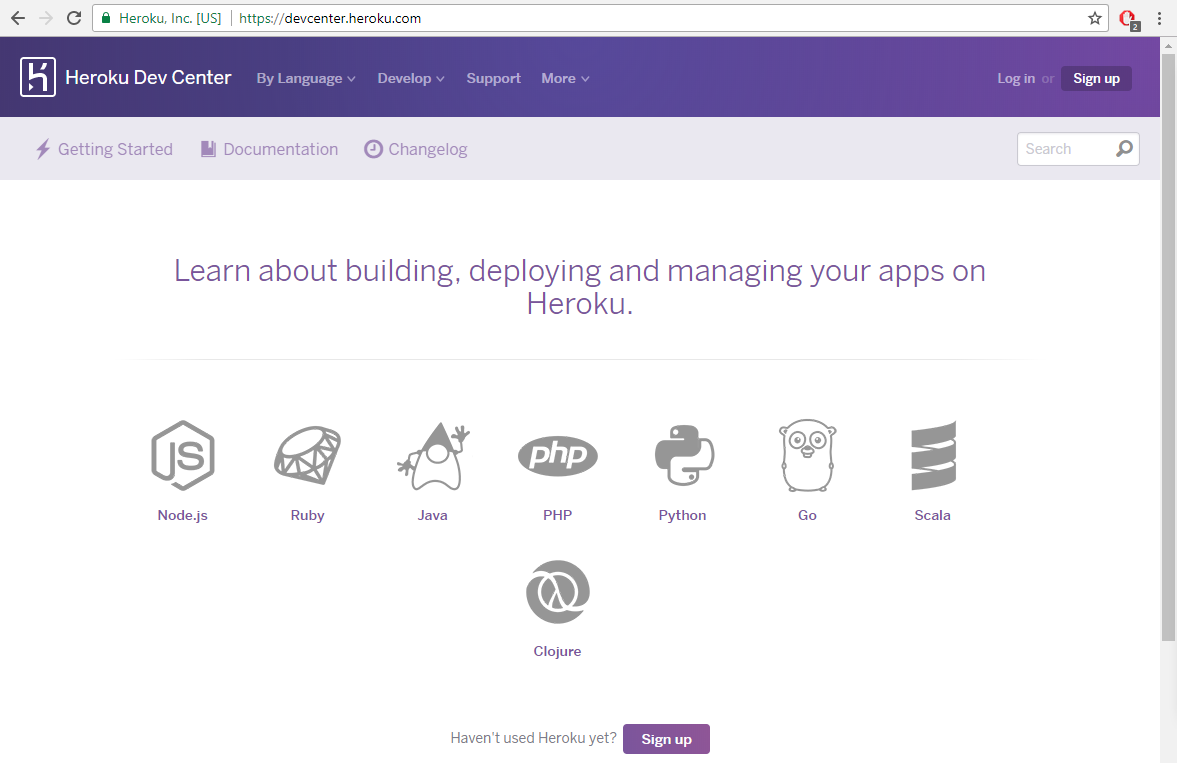 Heroku, Inc. [US] https://devcenter.heroku.com
2
Heroku Dev Center By Language Develop Support More Log in or Sign up
Getting Started Documentation Changelog Search
Learn about building, deploying and managing your apps on
Heroku.
JS php
Node.js Ruby Java PHP Python Go Scala
Clojure
Haven't used Heroku yet? Sign up